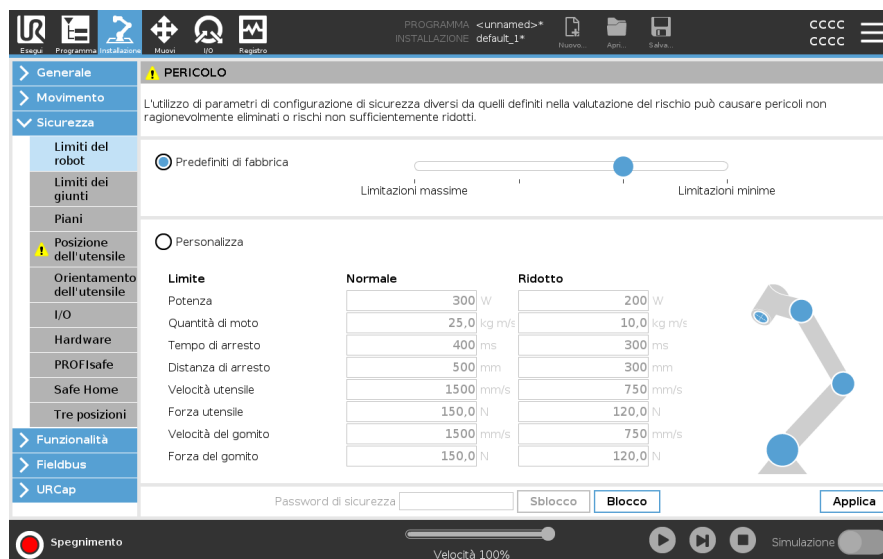 Esegui Programma Installazione Muovi I/O Registro
PROGRAMMA <unnamed>*
INSTALLAZIONE default_1*
Nuovo... Apri... Salva...
CCCC
CCCC
Generale
Movimento
Sicurezza
Limiti del
robot
Limiti dei
giunti
Piani
Posizione
dell'utensile
Orientamento
dell'utensile
I/O
Hardware
PROFIsafe
Safe Home
Tre posizioni
Funzionalità
Fieldbus
URCap
PERICOLO
L'utilizzo di parametri di configurazione di sicurezza diversi da quelli definiti nella valutazione del rischio può causare pericoli non
ragionevolmente eliminati o rischi non sufficientemente ridotti.
Predefiniti di fabbrica
Limitazioni massime Limitazioni minime
Personalizza
Limite Normale Ridotto
Potenza 300 W 200 W
Quantità di moto 25,0 kg m/s 10,0 kg m/s
Tempo di arresto 400 ms 300 ms
Distanza di arresto 500 mm 300 mm
Velocità utensile 1500 mm/s 750 mm/s
Forza utensile 150,0 N 120,0 N
Velocità del gomito 1500 mm/s 750 mm/s
Forza del gomito 150,0 N 120,0 N
Password di sicurezza Sblocco Blocco Applica
Spegnimento
Velocità 100%
Simulazione